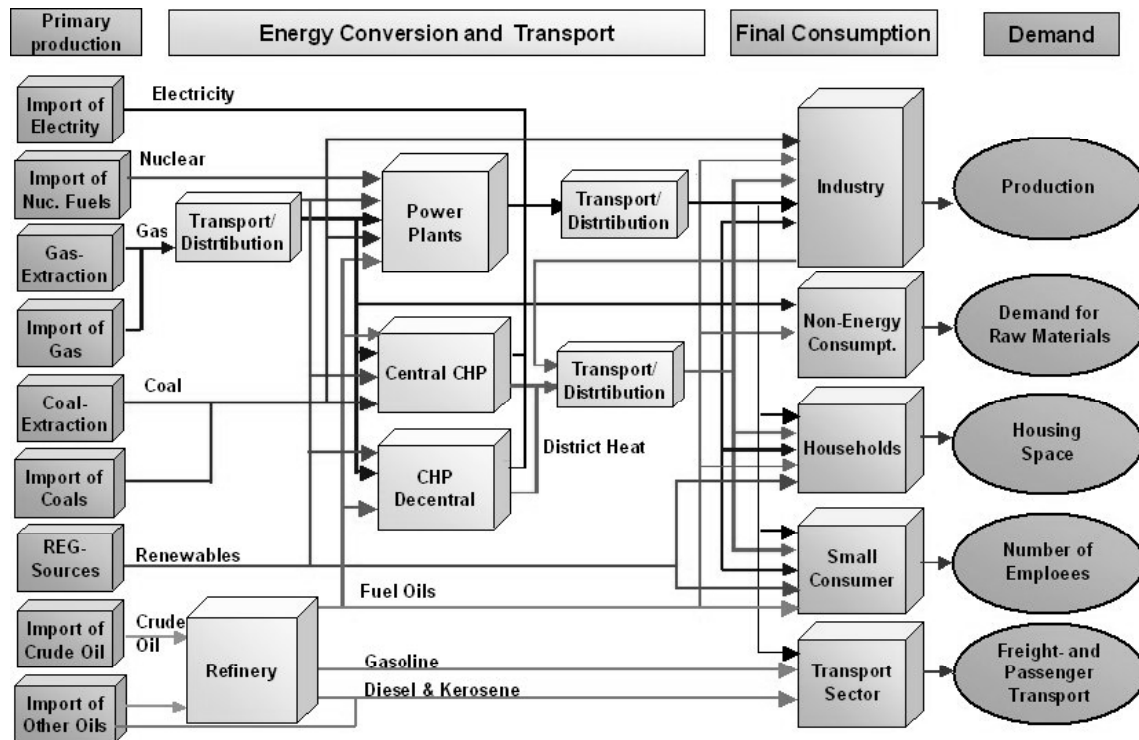 Primary
production
Energy Conversion and Transport
Final Consumption
Demand
Import of
Electrity
Electricity
Import of
Nuc. Fuels
Nuclear
Gas-
Extraction
Gas
Import of
Gas
Transport/
Distrtibution
Coal-
Extraction
Coal
Import of
Coals
REG-
Sources
Renewables
Import of
Crude Oil
Crude
Oil
Import of
Other Oils
Refinery
Fuel Oils
Gasoline
Diesel & Kerosene
Power
Plants
Central CHP
CHP
Decentral
Transport/
Distrtibution
Transport/
Distrtibution
District Heat
Industry
Non-Energy
Consumpt.
Households
Small
Consumer
Transport
Sector
Production
Demand for
Raw Materials
Housing
Space
Number of
Emploees
Freight- and
Passenger
Transport